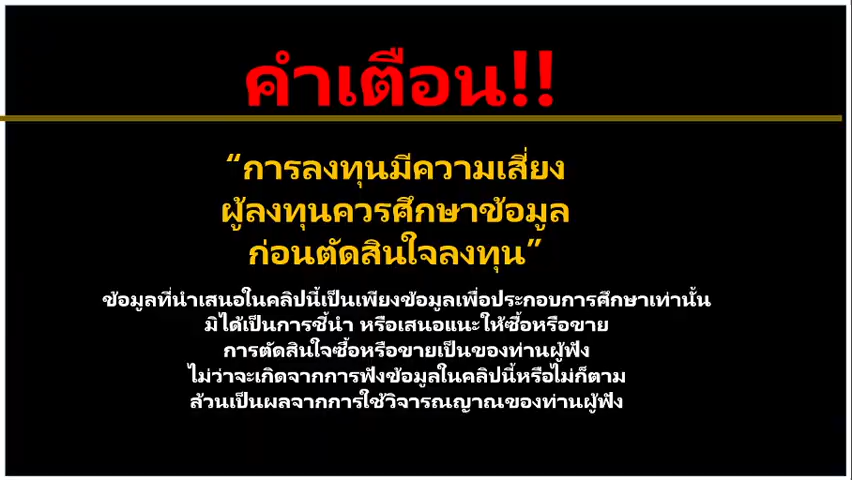 คำเตือน!!
“การลงทุนมีความเสี่ยง
ผู้ลงทุนควรศึกษาข้อมูล
ก่อนตัดสินใจลงทุน”
ข้อมูลที่นำเสนอในคลิปนี้เป็นเพียงข้อมูลเพื่อประกอบการศึกษาเท่านั้น
มิได้เป็นการชี้นำ หรือเสนอแนะให้ซื้อหรือขาย
การตัดสินใจซื้อหรือขายเป็นของท่านผู้ฟัง
ไม่ว่าจะเกิดจากการฟังข้อมูลในคลิปนี้หรือไม่ก็ตาม
ล้วนเป็นผลจากการใช้วิจารณญาณของท่านผู้ฟัง